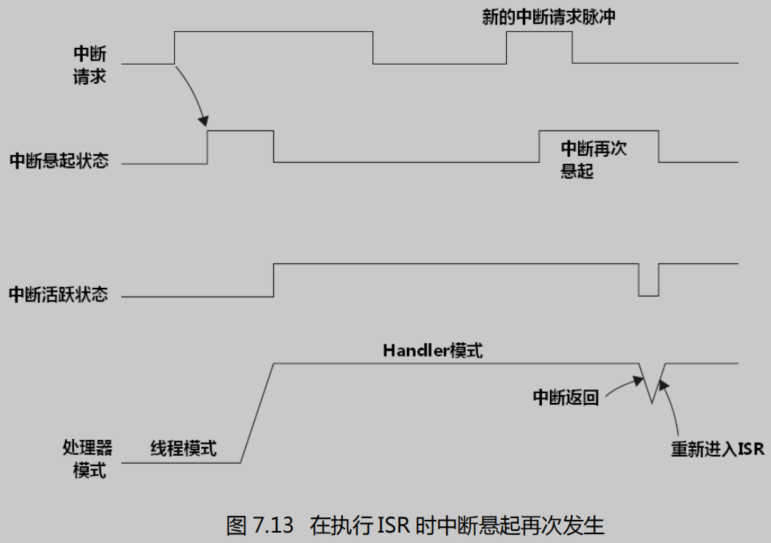 新的中断请求脉冲
中断
请求
中断悬起状态
中断再次
悬起
中断活跃状态
Handler模式
中断返回
处理器
模式
线程模式
重新进入ISR
图 7.13 在执行 ISR 时中断悬起再次发生